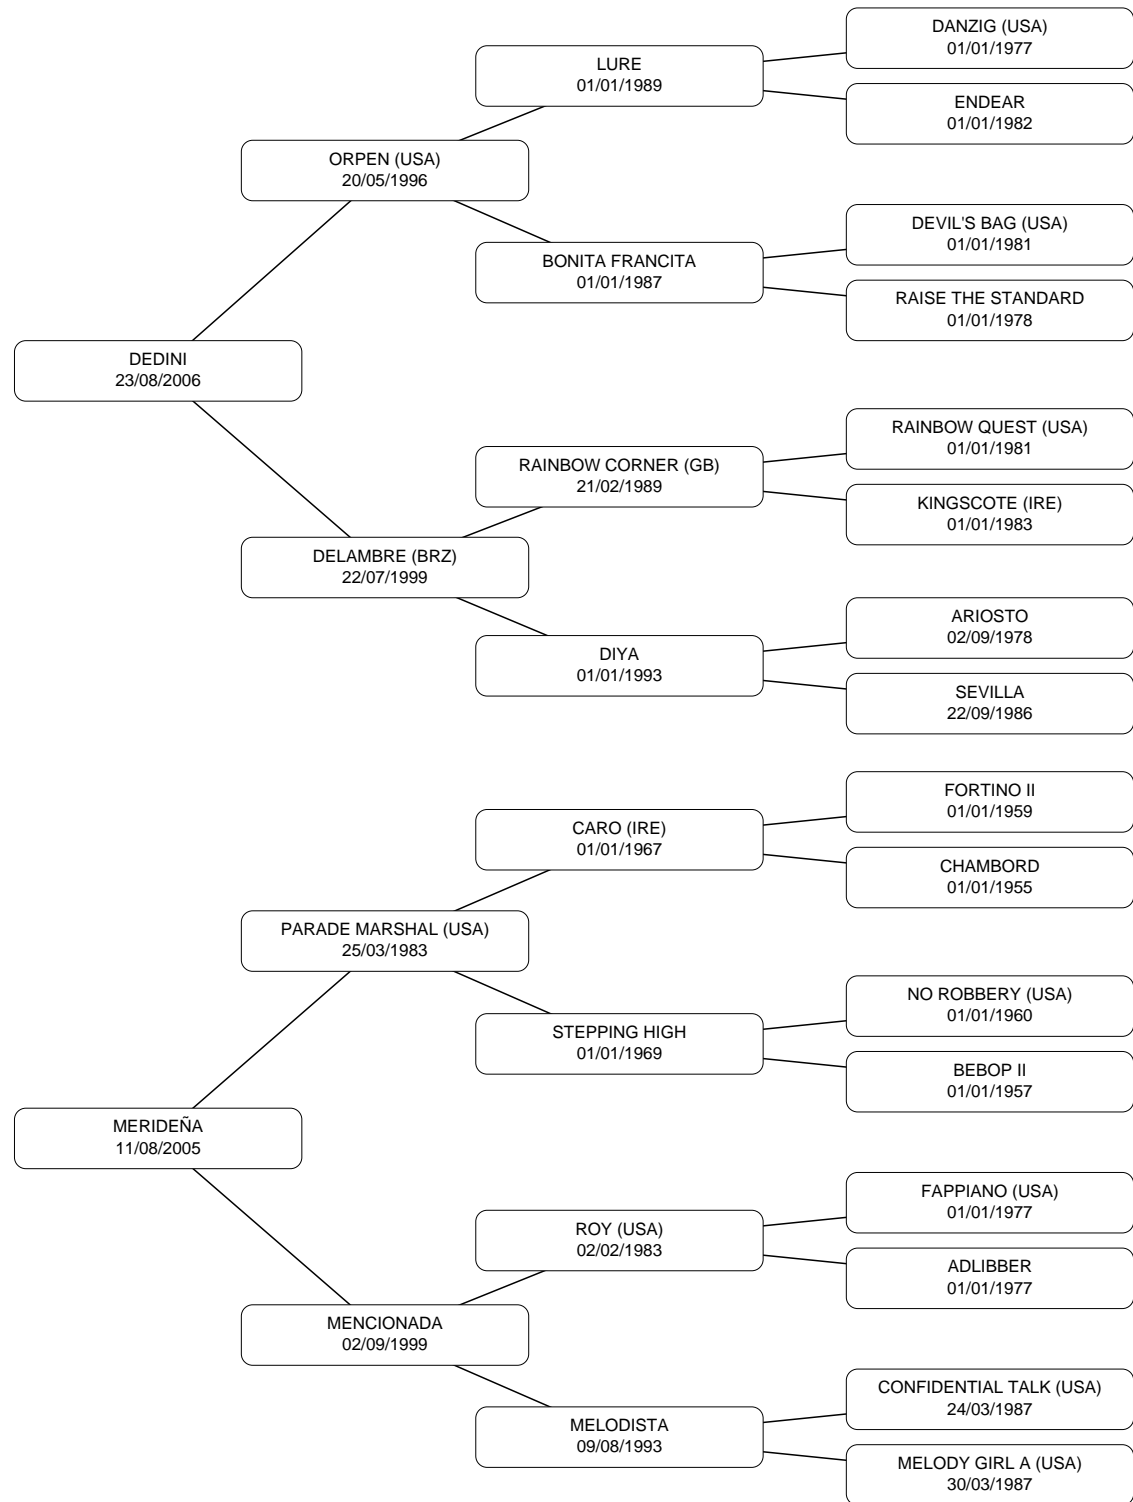 DANZIG (USA)
01/01/1977
LURE
01/01/1989
ENDEAR
01/01/1982
ORPEN (USA)
20/05/1996
DEVIL'S BAG (USA)
01/01/1981
BONITA FRANCITA
01/01/1987
RAISE THE STANDARD
01/01/1978
DEDINI
23/08/2006
RAINBOW QUEST (USA)
01/01/1981
RAINBOW CORNER (GB)
21/02/1989
KINGSCOTE (IRE)
01/01/1983
DELAMBRE (BRZ)
22/07/1999
ARIOSTO
02/09/1978
DIYA
01/01/1993
SEVILLA
22/09/1986
FORTINO II
01/01/1959
CARO (IRE)
01/01/1967
CHAMBORD
01/01/1955
PARADE MARSHAL (USA)
25/03/1983
NO ROBBERY (USA)
01/01/1960
STEPPING HIGH
01/01/1969
BEBOP II
01/01/1957
MERIDEÑA
11/08/2005
FAPPIANO (USA)
01/01/1977
ROY (USA)
02/02/1983
ADLIBBER
01/01/1977
MENCIONADA
02/09/1999
CONFIDENTIAL TALK (USA)
24/03/1987
MELODISTA
09/08/1993
MELODY GIRL A (USA)
30/03/1987